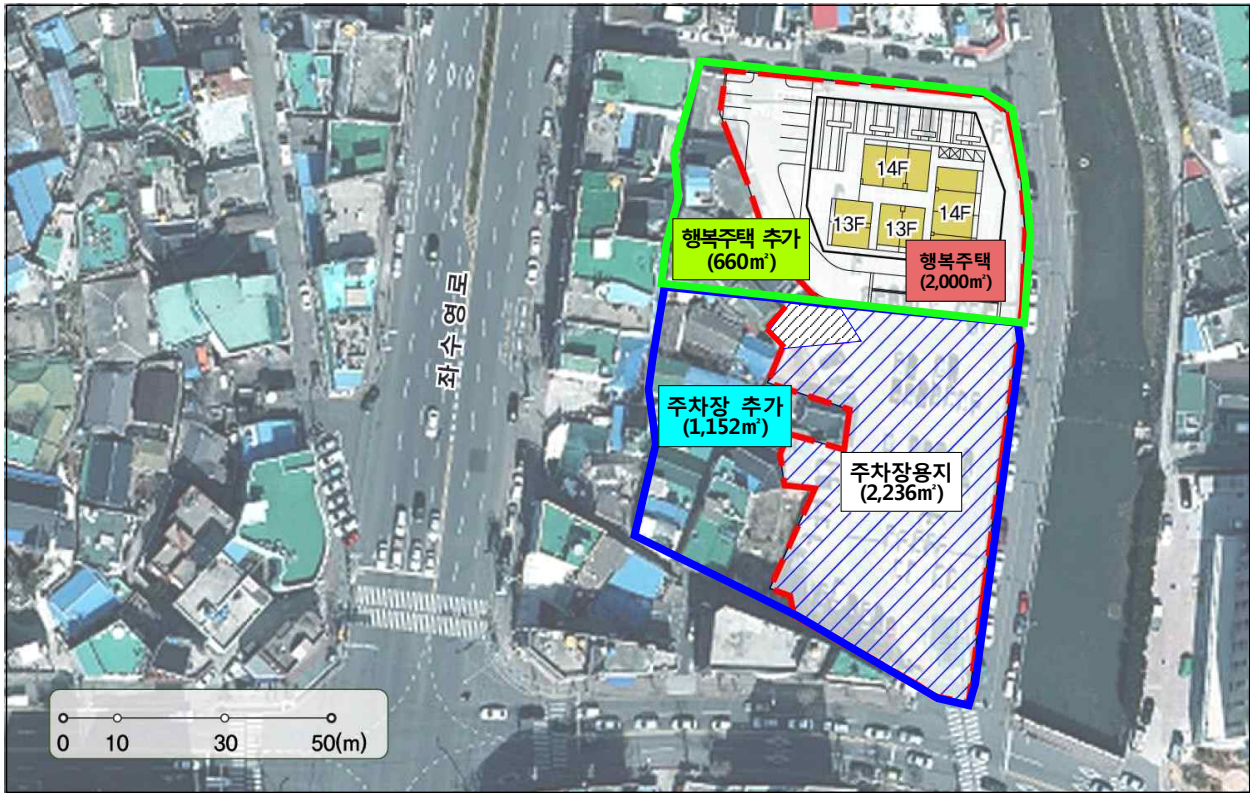 14F
14F
13F
13F
행복주택 추가
(660㎡)
행복주택
(2,000㎡)
좌수영로
주차장 추가
(1,152㎡)
주차장용지
(2,236㎡)
0 10 30 50(m)